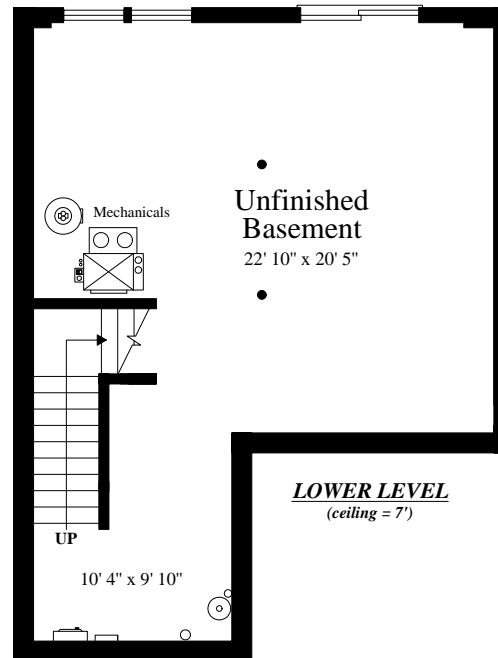 Mechanicals
Unfinished
Basement
22' 10" x 20' 5"
LOWER LEVEL
(ceiling = 7')
UP
10' 4" x 9' 10"